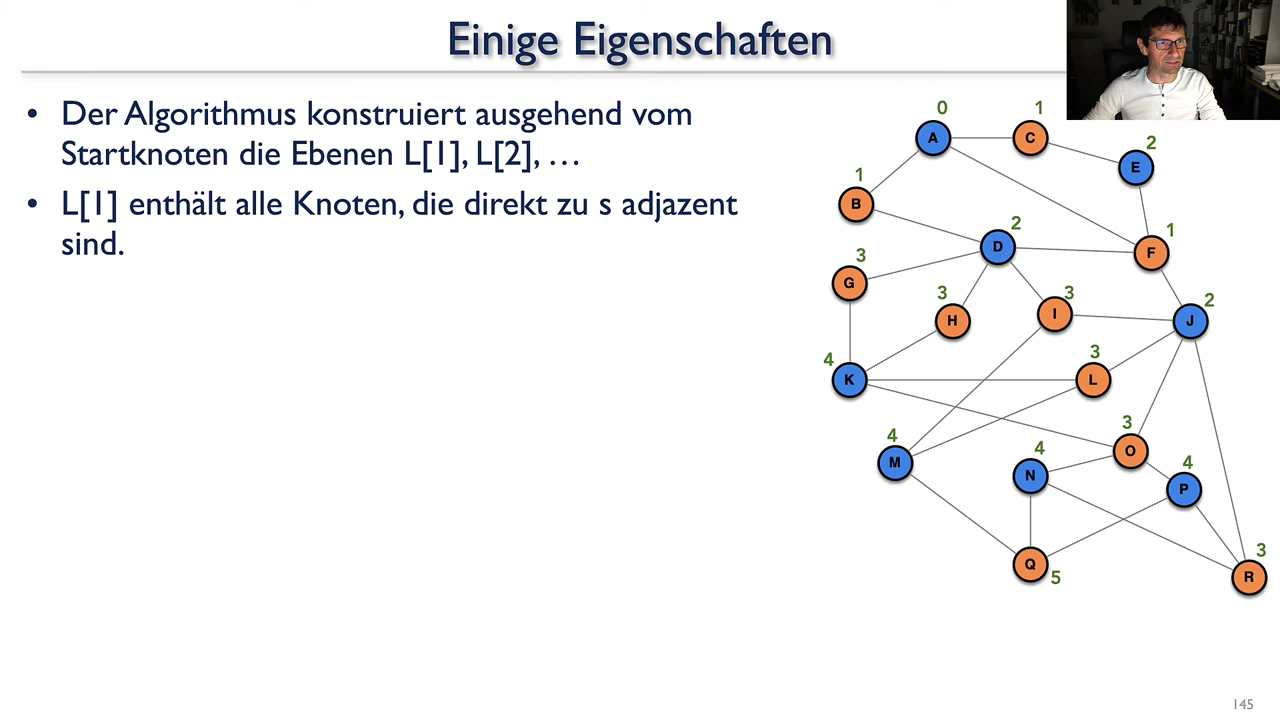 Einige Eigenschaften
• Der Algorithmus konstruiert ausgehend vom
Startknoten die Ebenen L[1], L[2], …
• L[1] enthält alle Knoten, die direkt zu s adjazent
sind.
0
A
1
C
2
E
1
B
2
D
1
F
3
G
3
H
3
I
2
J
4
K
3
L
4
M
4
N
3
O
4
P
Q
5
3
R
145